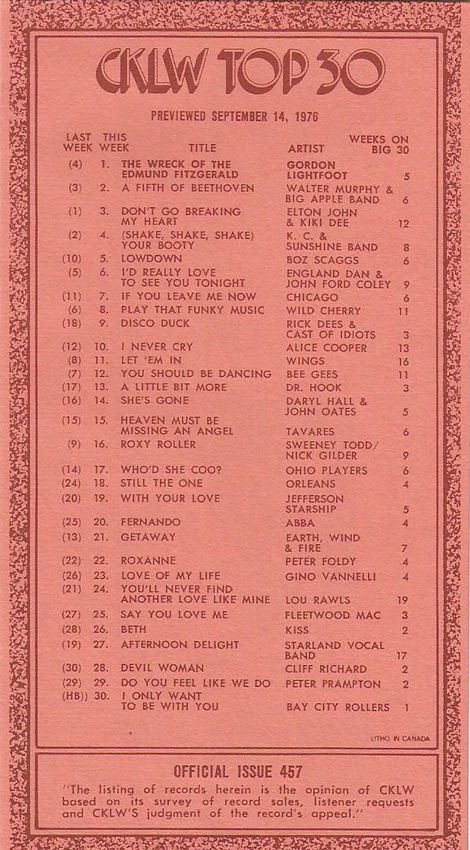 CKLW TOP 30
PREVIEWED SEPTEMBER 14, 1976
LAST WEEK THIS WEEK TITLE ARTIST WEEKS ON BIG 30
(4) 1. THE WRECK OF THE GORDON
EDMUND FITZGERALD LIGHTFOOT 5
(3) 2. A FIFTH OF BEETHOVEN WALTER MURPHY &
BIG APPLE BAND 6
(1) 3. DON'T GO BREAKING ELTON JOHN
MY HEART & KIKI DEE 12
(2) 4. (SHAKE, SHAKE, SHAKE) K. C. &
YOUR BOOTY SUNSHINE BAND 8
(10) 5. LOWDOWN BOZ SCAGGS 6
(5) 6. I'D REALLY LOVE ENGLAND DAN &
TO SEE YOU TONIGHT JOHN FORD COLEY 9
(11) 7. IF YOU LEAVE ME NOW CHICAGO 6
(6) 8. PLAY THAT FUNKY MUSIC WILD CHERRY 11
(18) 9. DISCO DUCK RICK DEES &
CAST OF IDIOTS 3
(12) 10. I NEVER CRY ALICE COOPER 13
(8) 11. LET 'EM IN WINGS 16
(7) 12. YOU SHOULD BE DANCING BEE GEES 11
(17) 13. A LITTLE BIT MORE DR. HOOK 3
(16) 14. SHE'S GONE DARYL HALL &
JOHN OATES 5
(15) 15. HEAVEN MUST BE
MISSING AN ANGEL TAVARES 6
(9) 16. ROXY ROLLER SWEENEY TODD/
NICK GILDER 9
(14) 17. WHO'D SHE COO? OHIO PLAYERS 6
(24) 18. STILL THE ONE ORLEANS 4
(20) 19. WITH YOUR LOVE JEFFERSON
STARSHIP 5
(25) 20. FERNANDO ABBA 4
(13) 21. GETAWAY EARTH, WIND
& FIRE 7
(22) 22. ROXANNE PETER FOLDY 4
(26) 23. LOVE OF MY LIFE GINO VANNELLI 4
(21) 24. YOU'LL NEVER FIND
ANOTHER LOVE LIKE MINE LOU RAWLS 19
(27) 25. SAY YOU LOVE ME FLEETWOOD MAC 3
(28) 26. BETH KISS 2
(19) 27. AFTERNOON DELIGHT STARLAND VOCAL
BAND 17
(30) 28. DEVIL WOMAN CLIFF RICHARD 2
(29) 29. DO YOU FEEL LIKE WE DO PETER PRAMPTON 2
(HB)) 30. I ONLY WANT
TO BE WITH YOU BAY CITY ROLLERS 1
LITHO IN CANADA
OFFICIAL ISSUE 457
"The listing of records herein is the opinion of CKLW
based on its survey of record sales, listener requests
and CKLW'S judgment of the record's appeal."